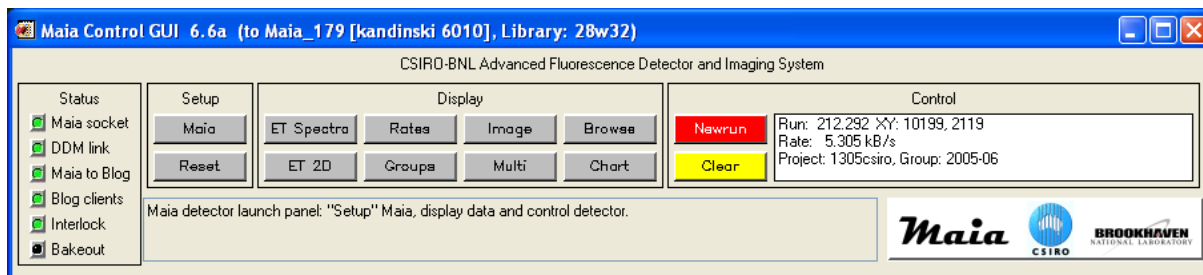 Maia Control GUI 6.6a (to Maia_179 [kandinski 6010], Library: 28w32)
CSIRO-BNL Advanced Fluorescence Detector and Imaging System
Status
Maia socket
DDM link
Maia to Blog
Blog clients
Interlock
Bakeout
Setup
Maia
Reset
Display
ET Spectra Rates Image Browse
ET 2D Groups Multi Chart
Control
Newrun
Clear
Run: 212.292 XY: 10199, 2119
Rate: 5.305 kB/s
Project: 1305csiro, Group: 2005-06
Maia detector launch panel: "Setup" Maia, display data and control detector.
Maia
CSIRO
BROOKHAVEN
NATIONAL LABORATORY